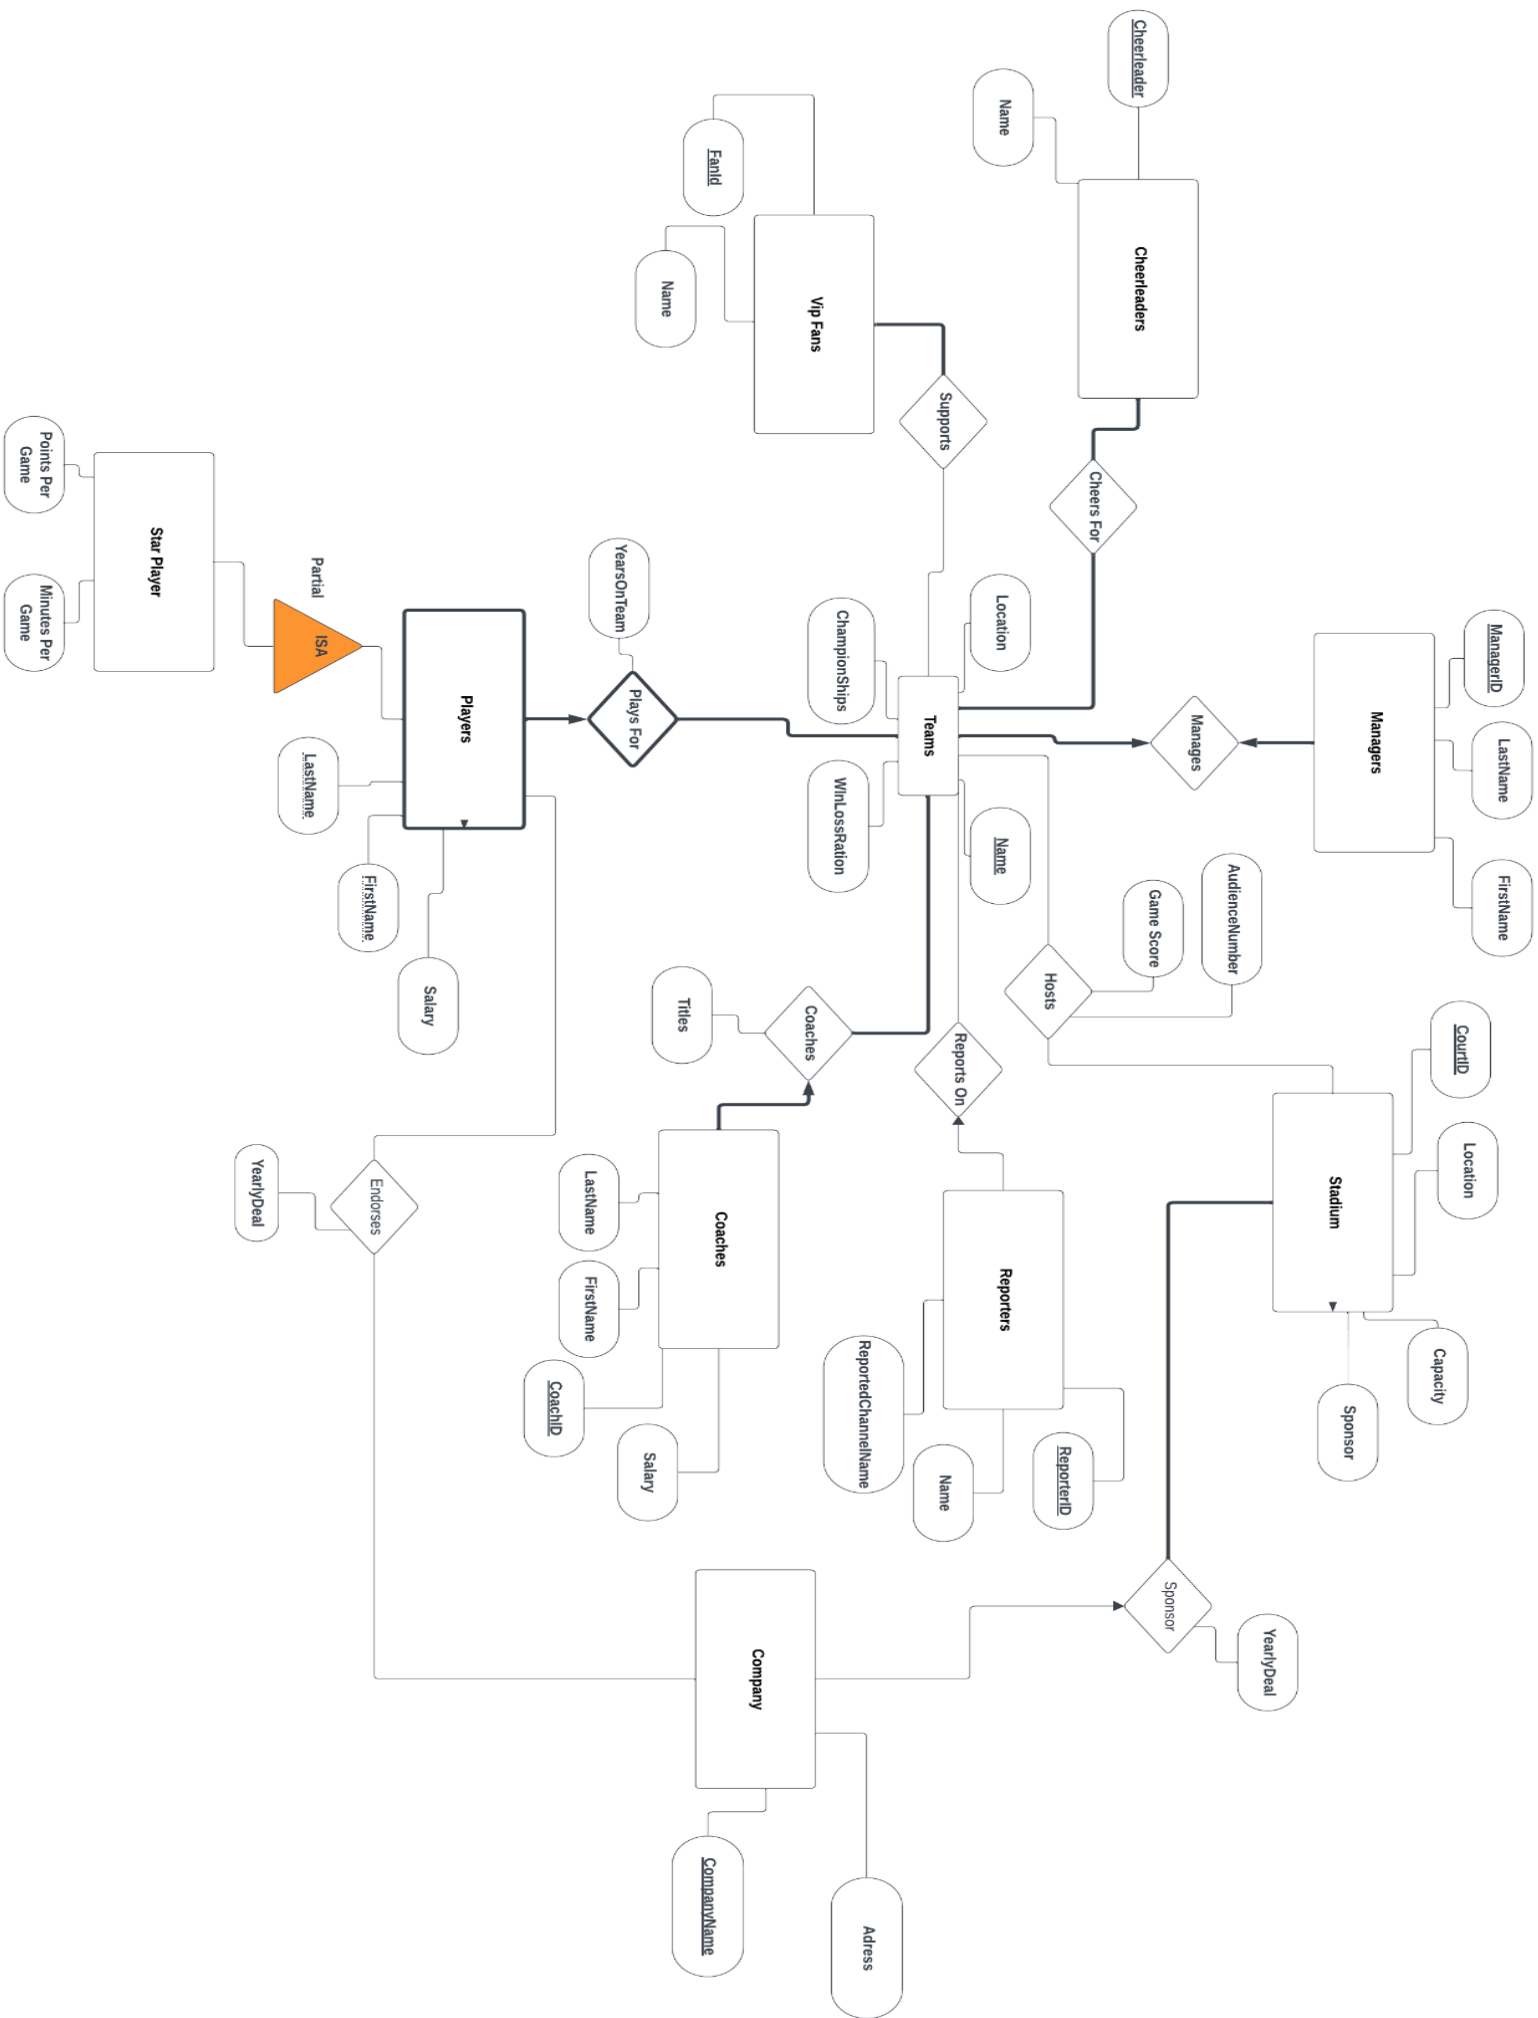 ManagerID
LastName
FirstName
CourtID
Location
Capacity
Managers
Stadium
Sponsor
YearlyDeal
AudienceNumber
Manages
Sponsor
Game Score
Cheerleader
Cheerleaders
Cheers For
ReporterID
Hosts
Name
Location
Name
Reporters
Reports On
Supports
Name
Teams
Adress
ReportedChannelName
ChampionShips
WinLossRation
Vip Fans
Coaches
Company
Coaches
FanId
CompanyName
Titles
Name
Salary
Plays For
YearsOnTeam
LastName
FirstName
CoachID
Players
Salary
Endorses
FirstName
Partial
ISA
LastName
YearlyDeal
Star Player
Points Per
Game
Minutes Per
Game